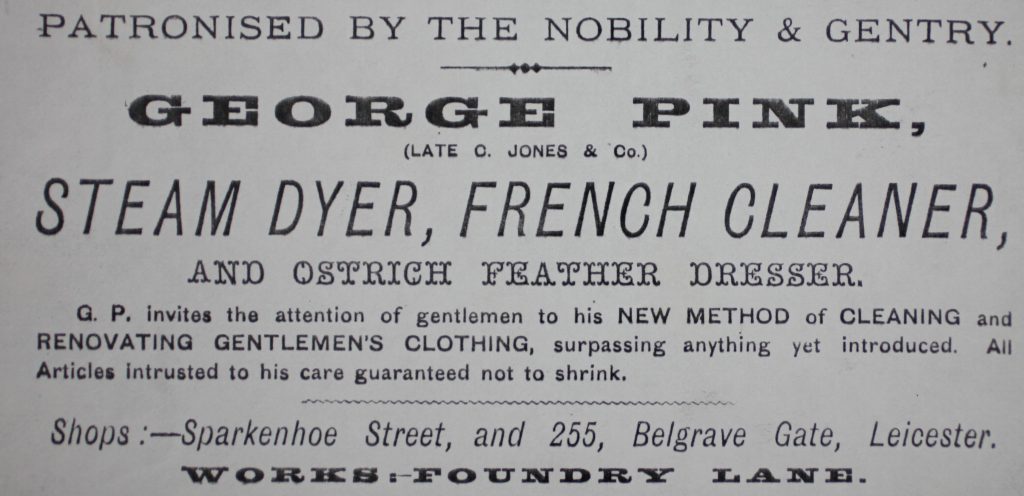 PATRONISED BY THE NOBILITY & GENTRY.
GEORGE PINK,
(LATE C. JONES & Co.)
STEAM DYER, FRENCH CLEANER,
AND OSTRICH FEATHER DRESSER.
G. P. invites the attention of gentlemen to his NEW METHOD of CLEANING and
RENOVATING GENTLEMEN'S CLOTHING, surpassing anything yet introduced. All
Articles intrusted to his care guaranteed not to shrink.
Shops:—Sparkenhoe Street, and 255, Belgrave Gate, Leicester.
WORKS:-FOUNDRY LANE.